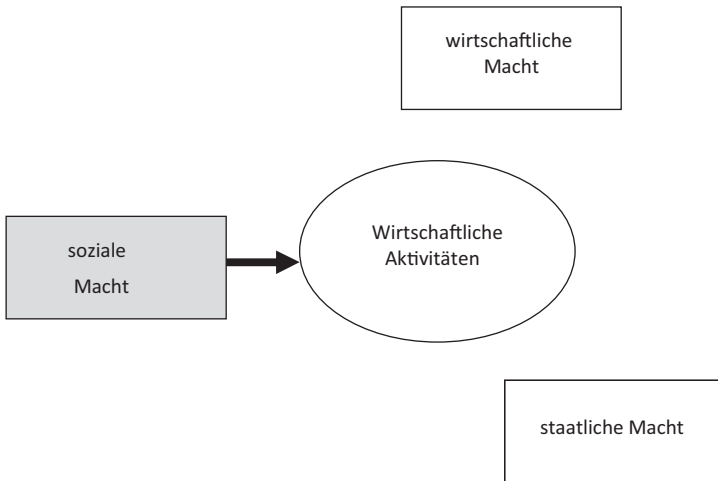 wirtschaftliche
Macht
soziale
Macht
Wirtschaftliche
Aktivitäten
staatliche Macht